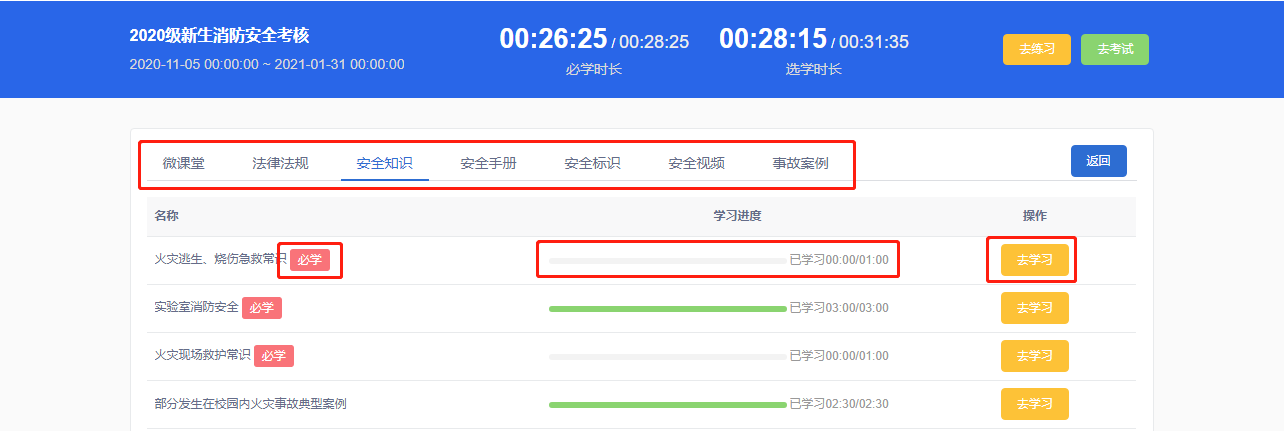 2020级新生消防安全考核
2020-11-05 00:00:00 ~ 2021-01-31 00:00:00
00:26:25 / 00:28:25
必学时长
00:28:15 / 00:31:35
选学时长
去练习
去考试
微课堂 法律法规 安全知识 安全手册 安全标识 安全视频 事故案例
返回
名称 学习进度 操作
火灾逃生、烧伤急救常识 必学 已学习00:00/01:00 去学习
实验室消防安全 必学 已学习03:00/03:00 去学习
火灾现场救护常识 必学 已学习00:00/01:00 去学习
部分发生在校园内火灾事故典型案例 已学习02:30/02:30 去学习